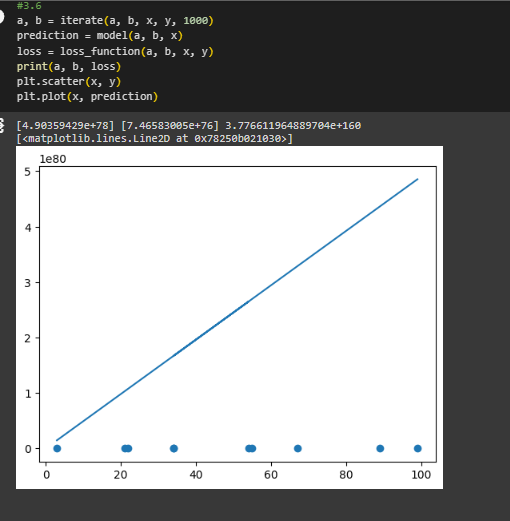 #3.6
a, b = iterate(a, b, x, y, 1000)
prediction = model(a, b, x)
loss = loss_function(a, b, x, y)
print(a, b, loss)
plt.scatter(x, y)
plt.plot(x, prediction)
[4.90359429e+78] [7.46583005e+76] 3.776611964889704e+160
[<matplotlib.lines.Line2D at 0x78250b021030>]
1e80
5
4
3
2
1
0
0 20 40 60 80 100